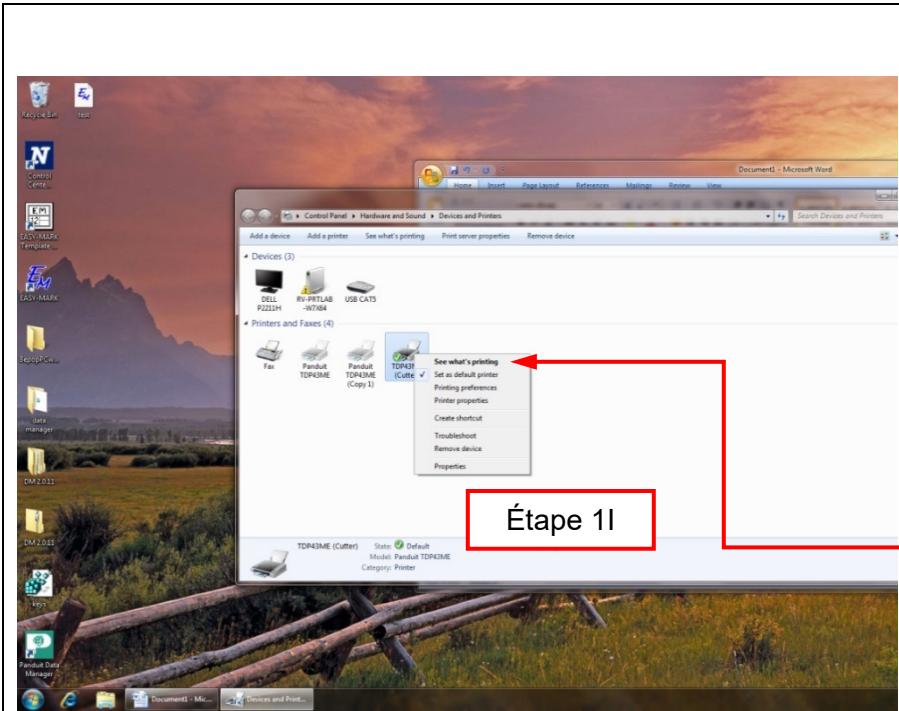 Recycle Bin
test
Control
Cente...
EASY-MARK
Template ...
EASY-MARK
data
manager
DM 2.0.11
DM 2.0.11
keys
Panduit Data
Manager
Document1 - Microsoft Word
Home Insert Page Layout References Mailings Review View
Control Panel Hardware and Sound Devices and Printers
Search Devices and Printers
Add a device Add a printer See what's printing Print server properties Remove device
Devices (3)
DELL
P2211H
RV-PRTLAB
-W7X64
USB CAT5
Printers and Faxes (4)
Fax
Panduit
TDP43ME
Panduit
TDP43ME
(Copy 1)
TDP43M
(Cutte
See what's printing
Set as default printer
Printing preferences
Printer properties
Create shortcut
Troubleshoot
Remove device
Properties
Étape 1I
TDP43ME (Cutter) State: Default
Model: Panduit TDP43ME
Category: Printer
Document1 - Mic...
Devices and Print...